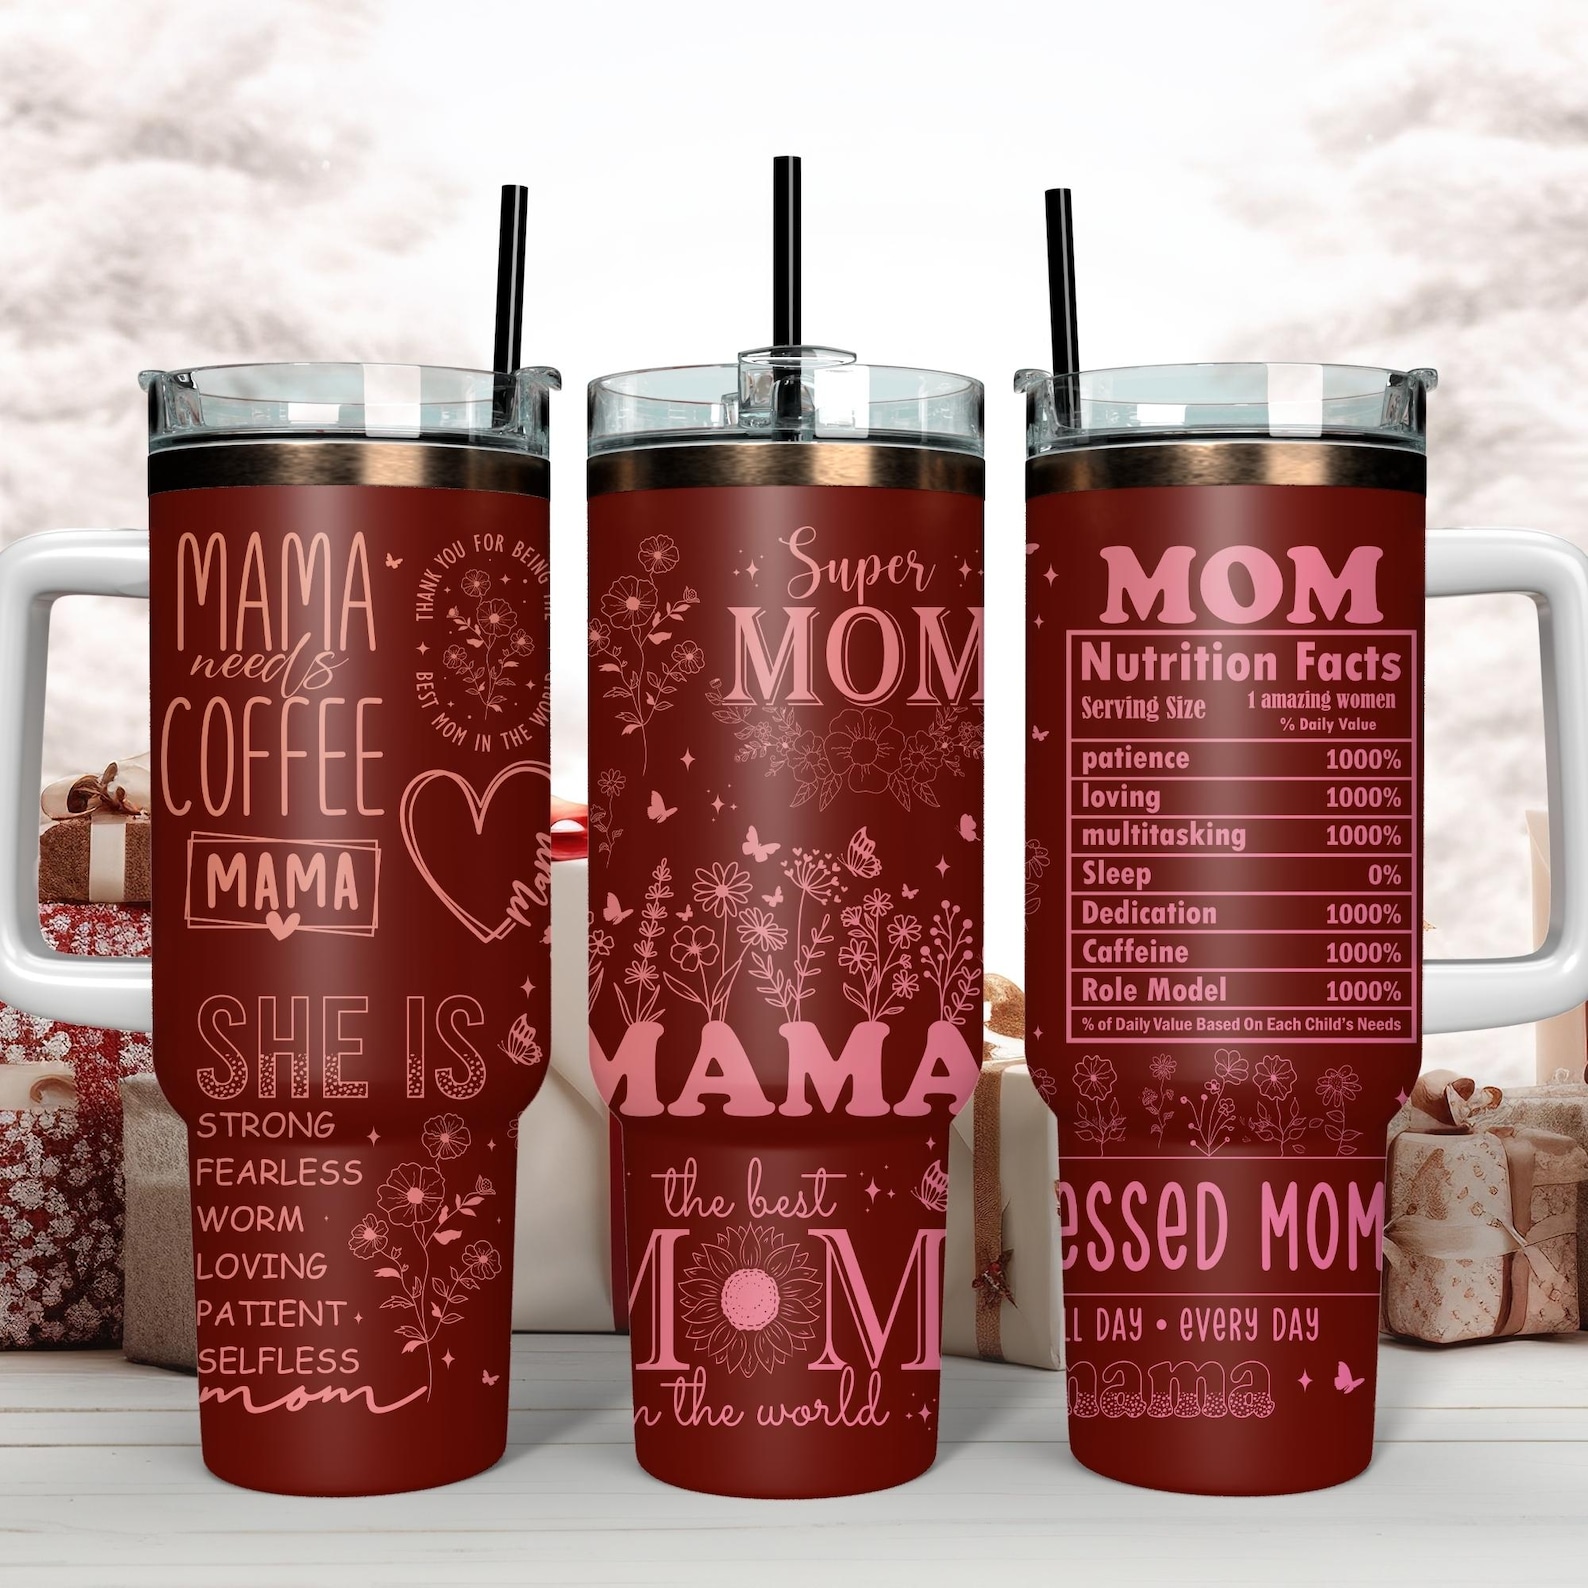 MAMA
needs
COFFEE
MAMA
THANK YOU FOR BEING THE
BEST MOM IN THE WORLD
Mam
SHE IS
STRONG
FEARLESS
WORM
LOVING
PATIENT
SELFLESS
mom
Super
MOM
MAMA
the best
MOM
in the world
MOM
Nutrition Facts
Serving Size 1 amazing women
% Daily Value
patience 1000%
loving 1000%
multitasking 1000%
Sleep 0%
Dedication 1000%
Caffeine 1000%
Role Model 1000%
% of Daily Value Based On Each Child's Needs
essed MOM
LL DAY • eveRy DAY
mama